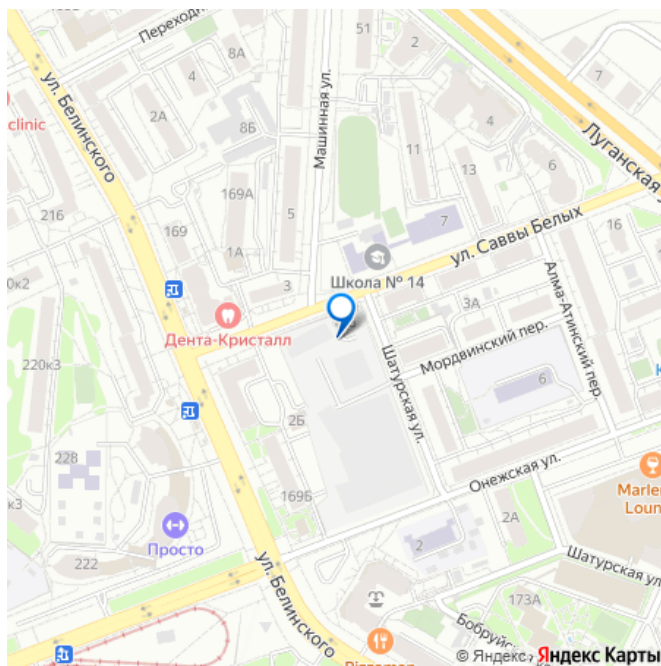 Переходн
51
2
8А
7
ул. Белинского
2А
Машинная ул.
4
clinic
8Б
Луганская у
11
13
6
169А
5
216
7
ул. Саввы Белых
169
16
1А
Школа № 14
0к2
3
3А
Алма-Атинский пер.
Дента-Кристалл
Мордвинский пер.
220к3
Шатурская ул.
6
2Б
228
Онежская ул.
Marle
Loun
к3
169Б
Просто
2А
2
222
Шатурская ул
ул. Белинского
173А
Бобруйс
© Яндекс Яндекс Карты